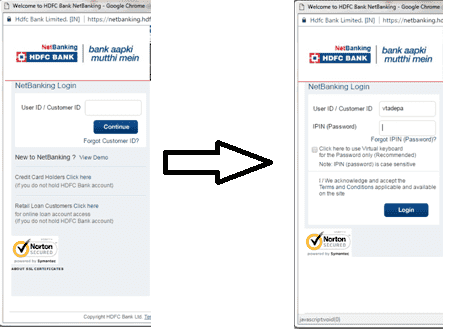 Welcome to HDFC Bank NetBanking - Google Chrome
Hdfc Bank Limited. [IN] | https://netbanking.hdf
NetBanking
HDFC BANK
bank aapki
mutthi mein
NetBanking Login
User ID / Customer ID
Continue
Forgot Customer ID?
New to NetBanking ? View Demo
Credit Card Holders Click here
(if you do not hold HDFC Bank account)
Retail Loan Customers Click here
for online loan account access
(if you do not hold HDFC Bank account)
Norton
SECURED
powered by Symantec
ABOUT SSL CERTIFICATES
Copyright HDFC Bank Ltd. Ter
Welcome to HDFC Bank NetBanking - Google Chrome
Hdfc Bank Limited. [IN] | https://netbanking.h
NetBanking
HDFC BANK
bank aapki
mutthi mein
NetBanking Login
User ID / Customer ID
vtadepa
IPIN (Password)
Forgot IPIN (Password)?
Click here to use Virtual keyboard
for the Password only (Recommended)
Note IPIN (password) is case sensitive
I / We acknowledge and accept the
Terms and Conditions applicable and available
on the site
Login
Norton
SECURED
powered by Symantec
javascript:void(0)